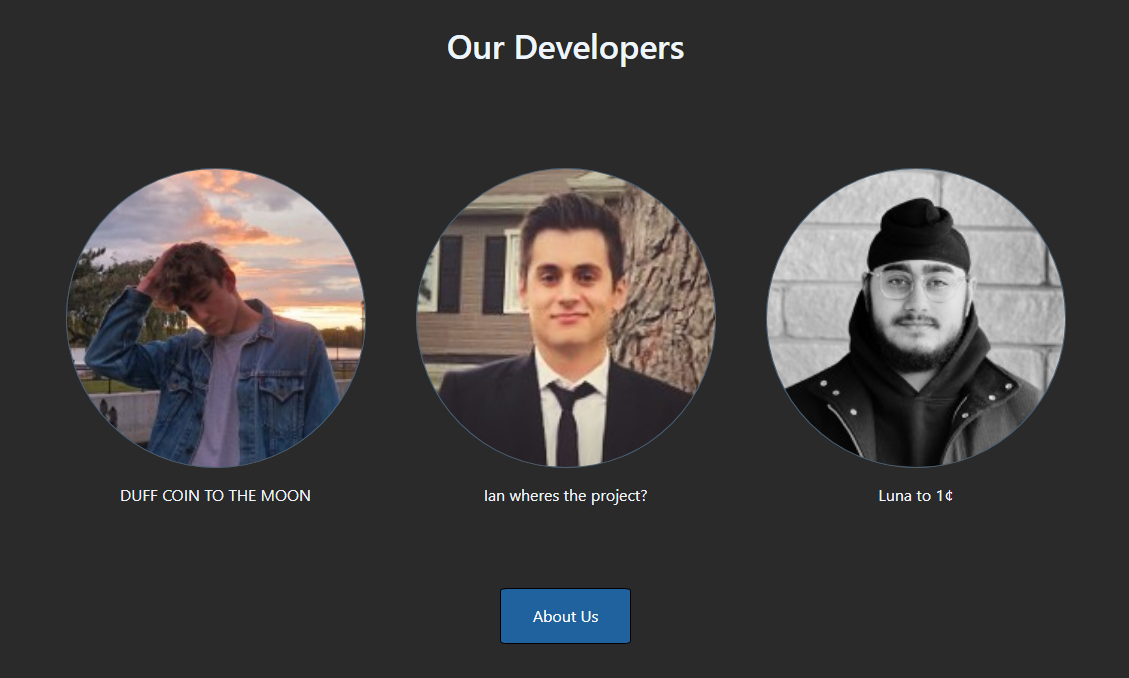 Our Developers
DUFF COIN TO THE MOON
Ian wheres the project?
Luna to 1¢
About Us